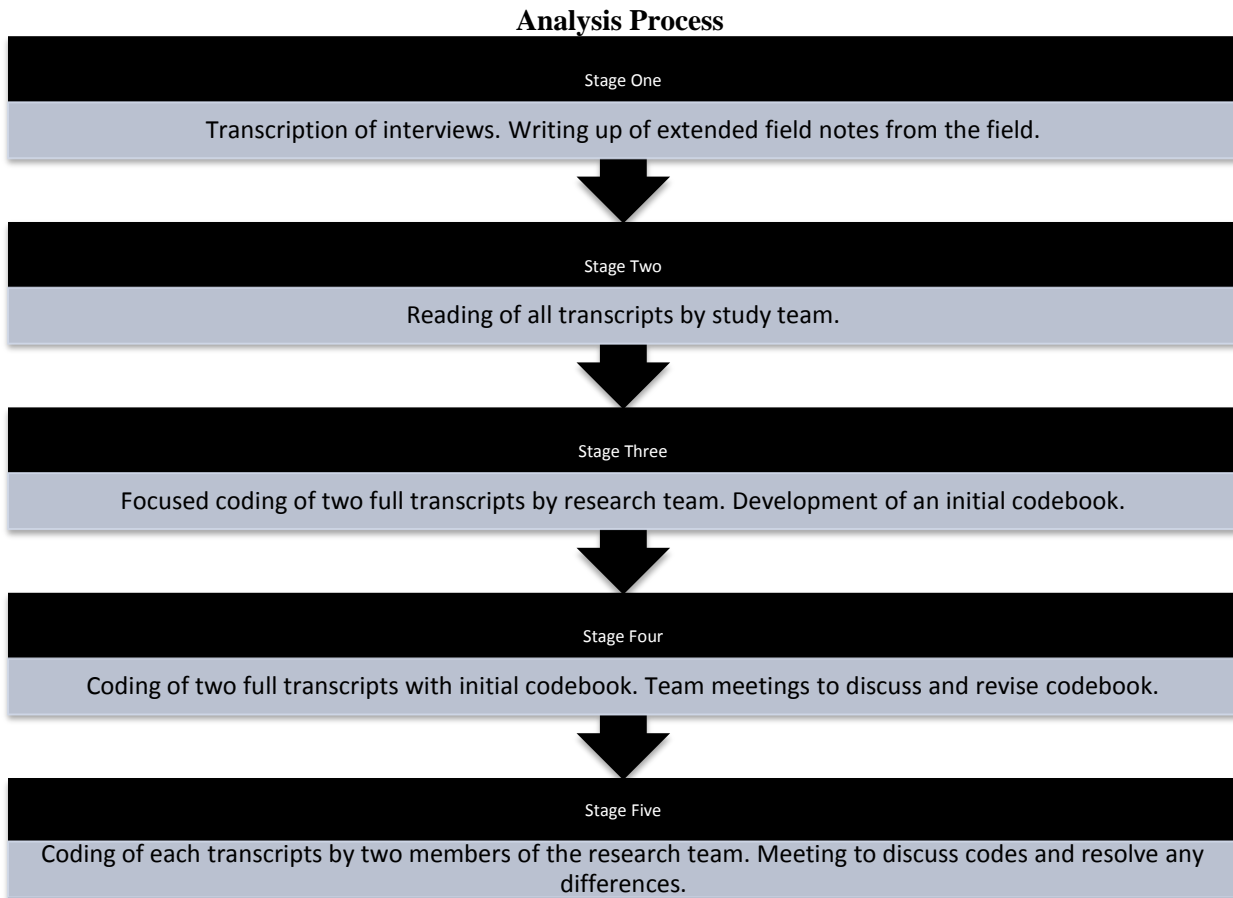 Analysis Process
Stage One
Transcription of interviews. Writing up of extended field notes from the field.
Stage Two
Reading of all transcripts by study team.
Stage Three
Focused coding of two full transcripts by research team. Development of an initial codebook.
Stage Four
Coding of two full transcripts with initial codebook. Team meetings to discuss and revise codebook.
Stage Five
Coding of each transcripts by two members of the research team. Meeting to discuss codes and resolve any
differences.